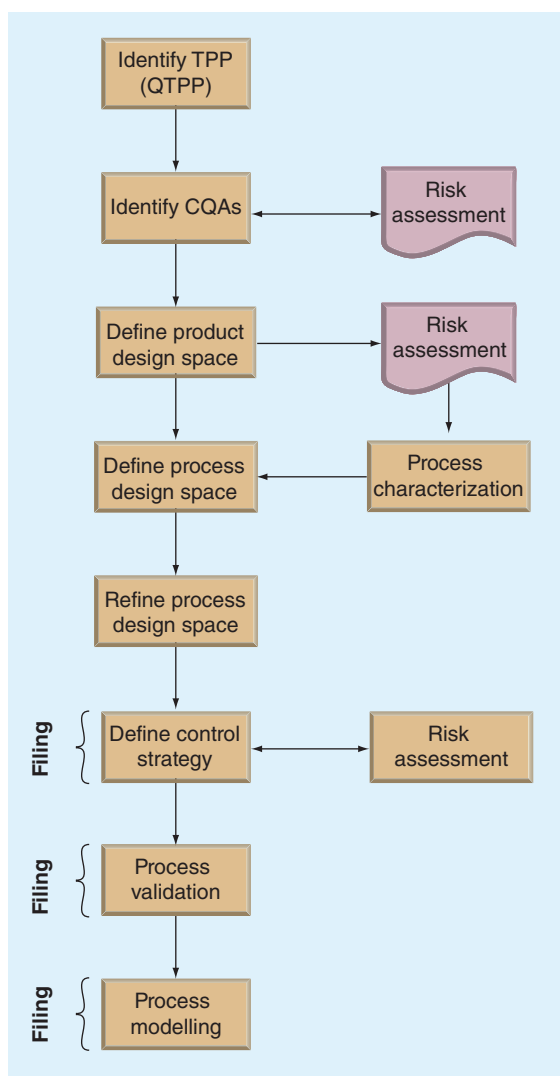 Identify TPP
(QTPP)
Identify CQAs
Risk
assessment
Define product
design space
Risk
assessment
Define process
design space
Process
characterization
Refine process
design space
Filing
Define control
strategy
Risk
assessment
Filing
Process
validation
Filing
Process
modelling